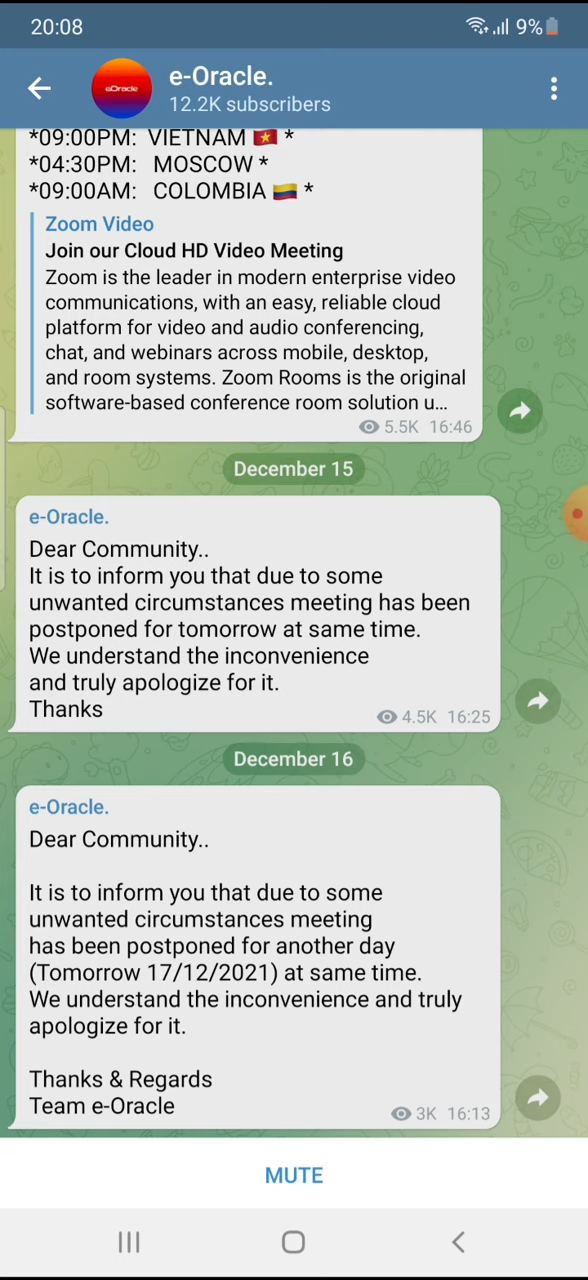 20:08 9%
eOracle
e-Oracle.
12.2K subscribers
*09:00PM: VIETNAM 🇻🇳 *
*04:30PM: MOSCOW *
*09:00AM: COLOMBIA 🇨🇴 *
Zoom Video
Join our Cloud HD Video Meeting
Zoom is the leader in modern enterprise video
communications, with an easy, reliable cloud
platform for video and audio conferencing,
chat, and webinars across mobile, desktop,
and room systems. Zoom Rooms is the original
software-based conference room solution u...
5.5K 16:46
December 15
e-Oracle.
Dear Community..
It is to inform you that due to some
unwanted circumstances meeting has been
postponed for tomorrow at same time.
We understand the inconvenience
and truly apologize for it.
Thanks
4.5K 16:25
December 16
e-Oracle.
Dear Community..
It is to inform you that due to some
unwanted circumstances meeting
has been postponed for another day
(Tomorrow 17/12/2021) at same time.
We understand the inconvenience and truly
apologize for it.
Thanks & Regards
Team e-Oracle
3K 16:13
MUTE